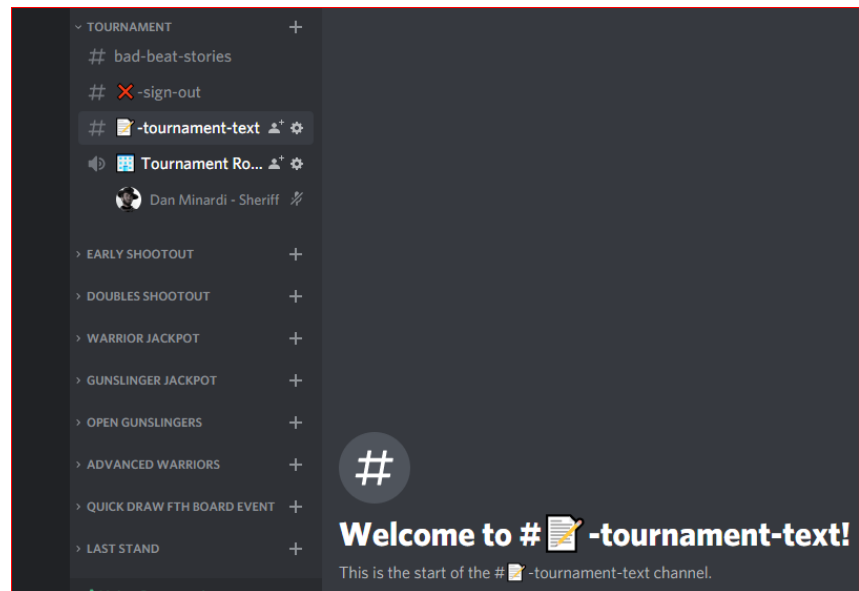 TOURNAMENT
bad-beat-stories
❌-sign-out
📝-tournament-text
🏢 Tournament Ro...
Dan Minardi - Sheriff
EARLY SHOOTOUT
DOUBLES SHOOTOUT
WARRIOR JACKPOT
GUNSLINGER JACKPOT
OPEN GUNSLINGERS
ADVANCED WARRIORS
QUICK DRAW FTH BOARD EVENT
LAST STAND
#
Welcome to #📝-tournament-text!
This is the start of the #📝-tournament-text channel.